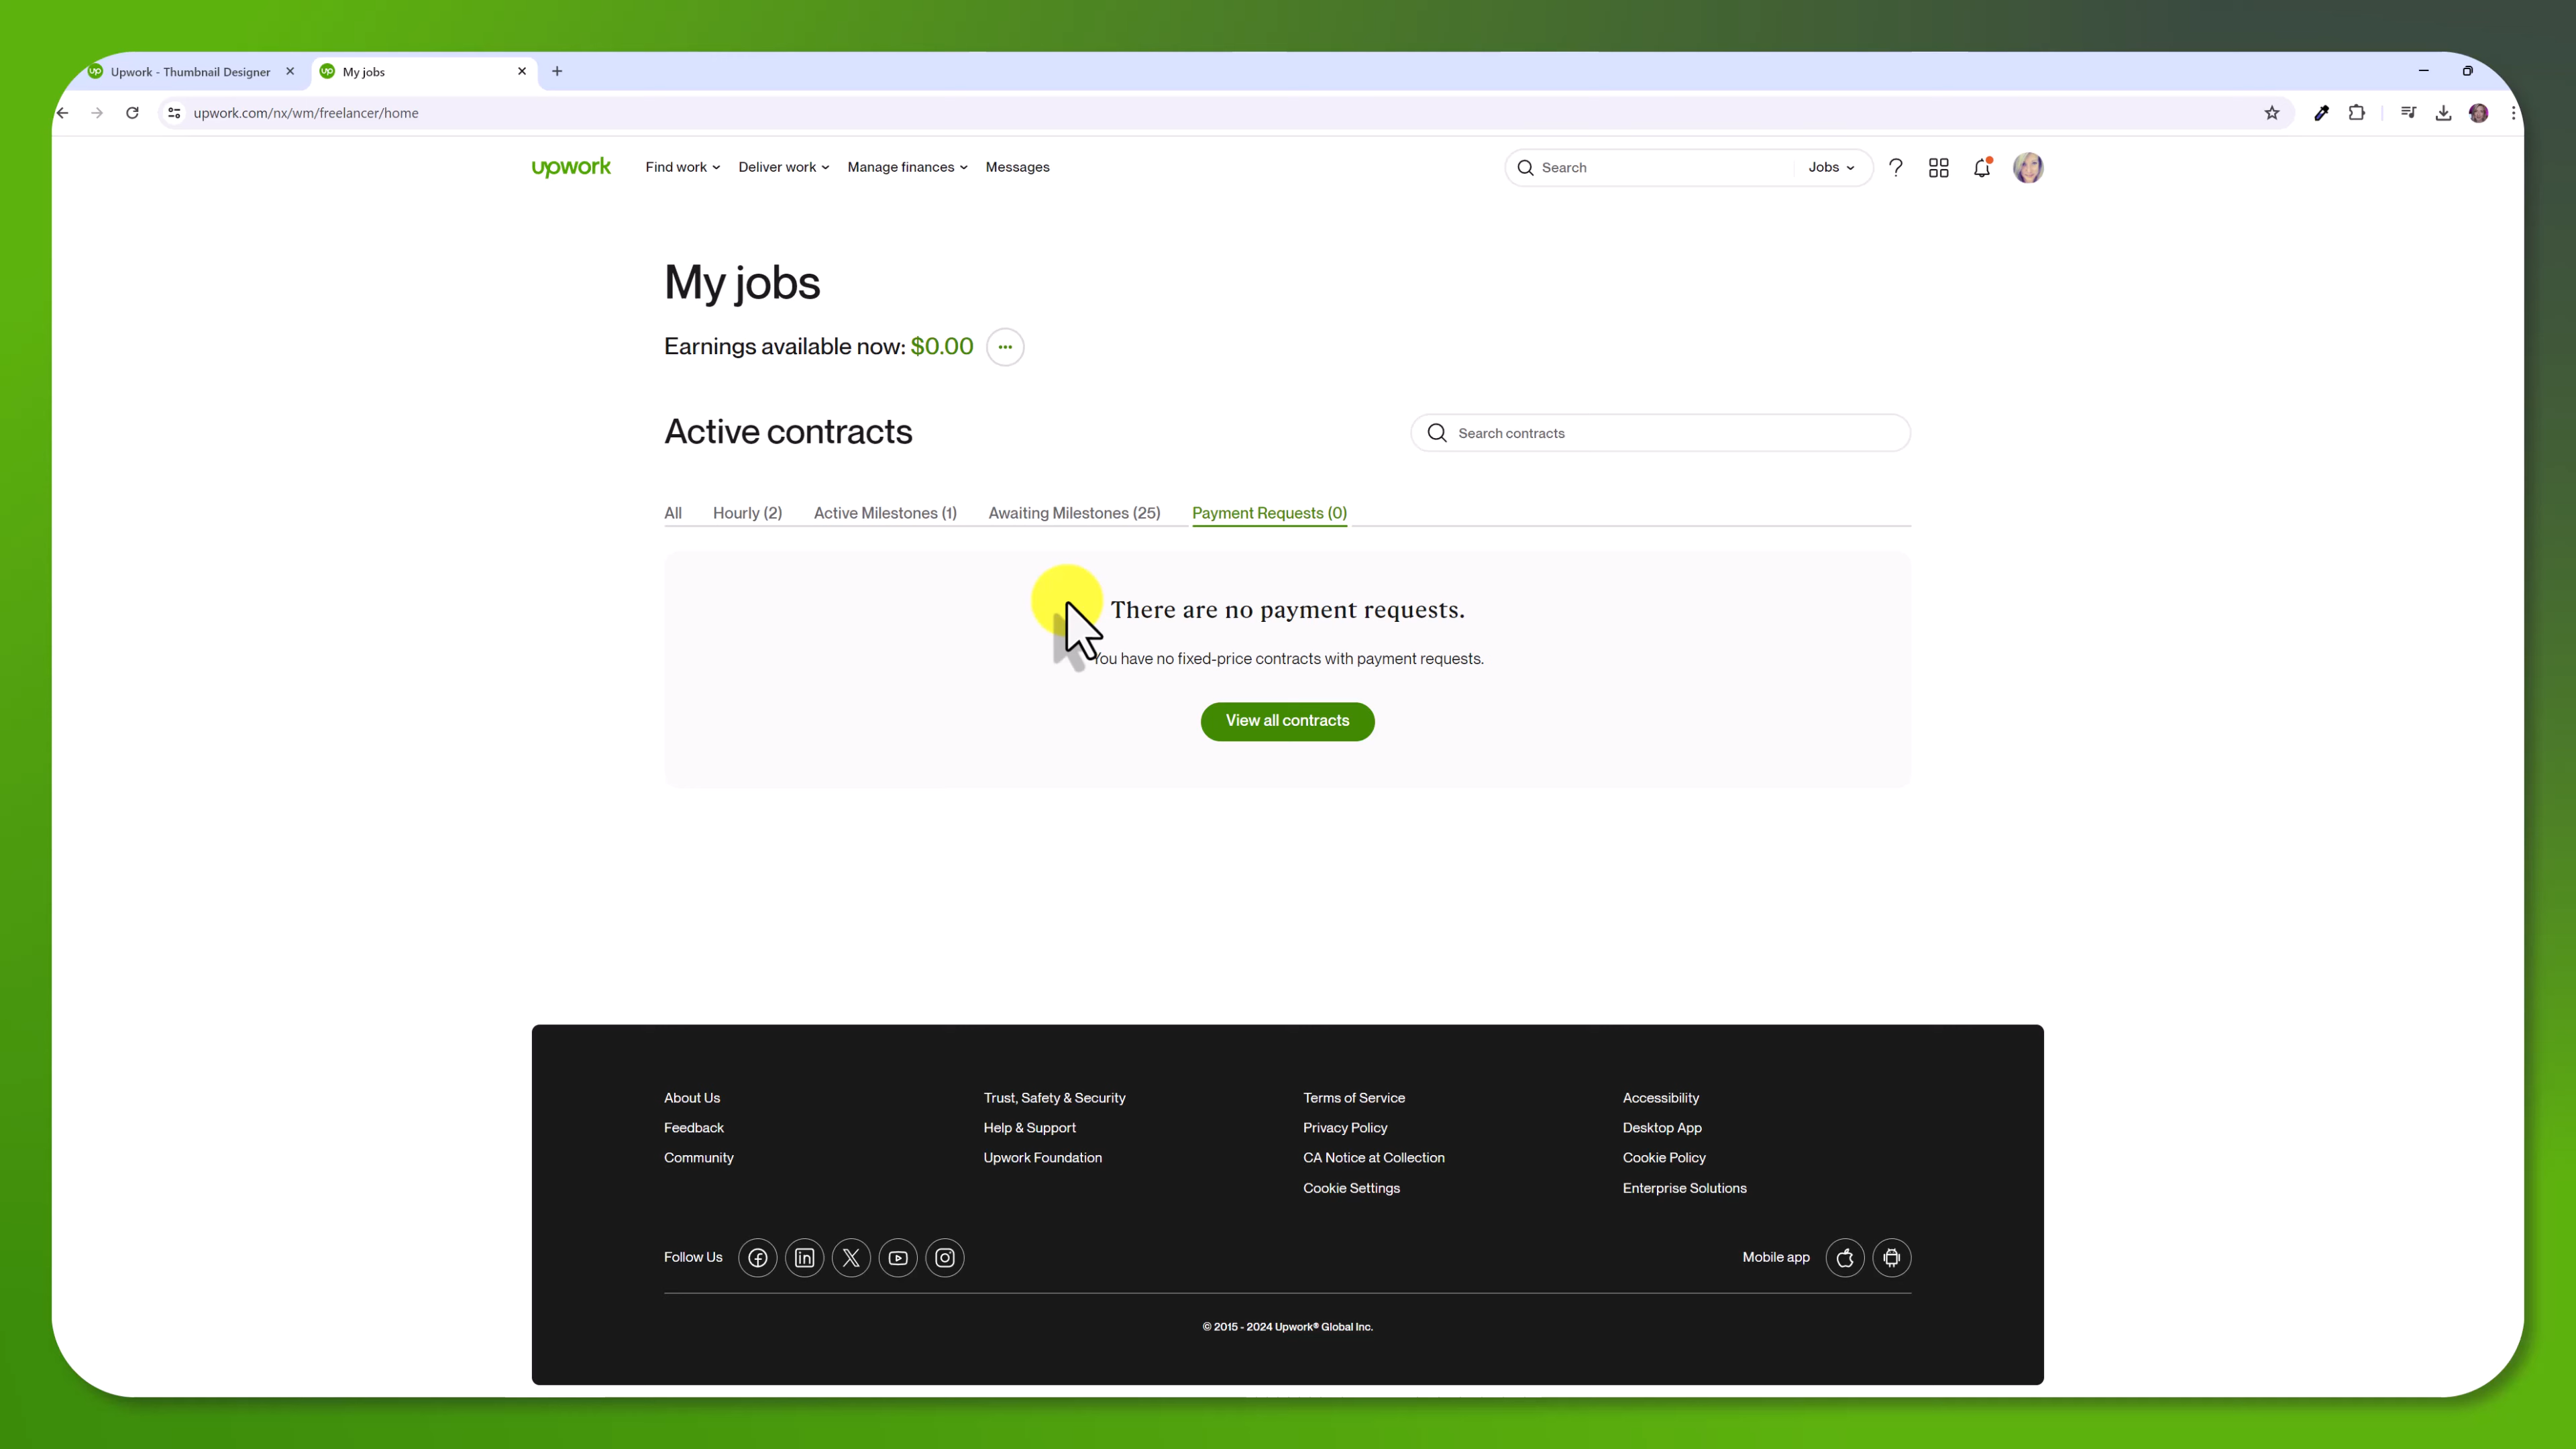 Upwork - Thumbnail Designer
My jobs
upwork.com/nx/wm/freelancer/home
upwork
Find work
Deliver work
Manage finances
Messages
Search
Jobs
My jobs
Earnings available now: $0.00
Active contracts
Search contracts
All
Hourly (2)
Active Milestones (1)
Awaiting Milestones (25)
Payment Requests (0)
There are no payment requests.
You have no fixed-price contracts with payment requests.
View all contracts
About Us
Trust, Safety & Security
Terms of Service
Accessibility
Feedback
Help & Support
Privacy Policy
Desktop App
Community
Upwork Foundation
CA Notice at Collection
Cookie Policy
Cookie Settings
Enterprise Solutions
Follow Us
Mobile app
© 2015 - 2024 Upwork® Global Inc.